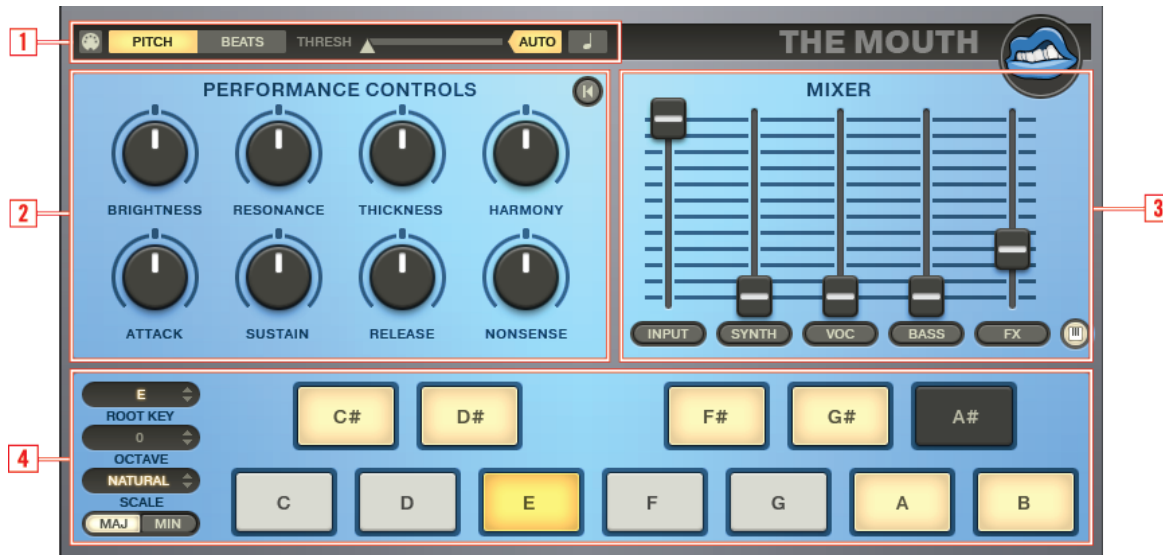 1
PITCH BEATS THRESH AUTO
THE MOUTH
2
PERFORMANCE CONTROLS
BRIGHTNESS RESONANCE THICKNESS HARMONY
ATTACK SUSTAIN RELEASE NONSENSE
3
MIXER
INPUT SYNTH VOC BASS FX
4
E
ROOT KEY
0
OCTAVE
NATURAL
SCALE
MAJ MIN
C# D# F# G# A#
C D E F G A B